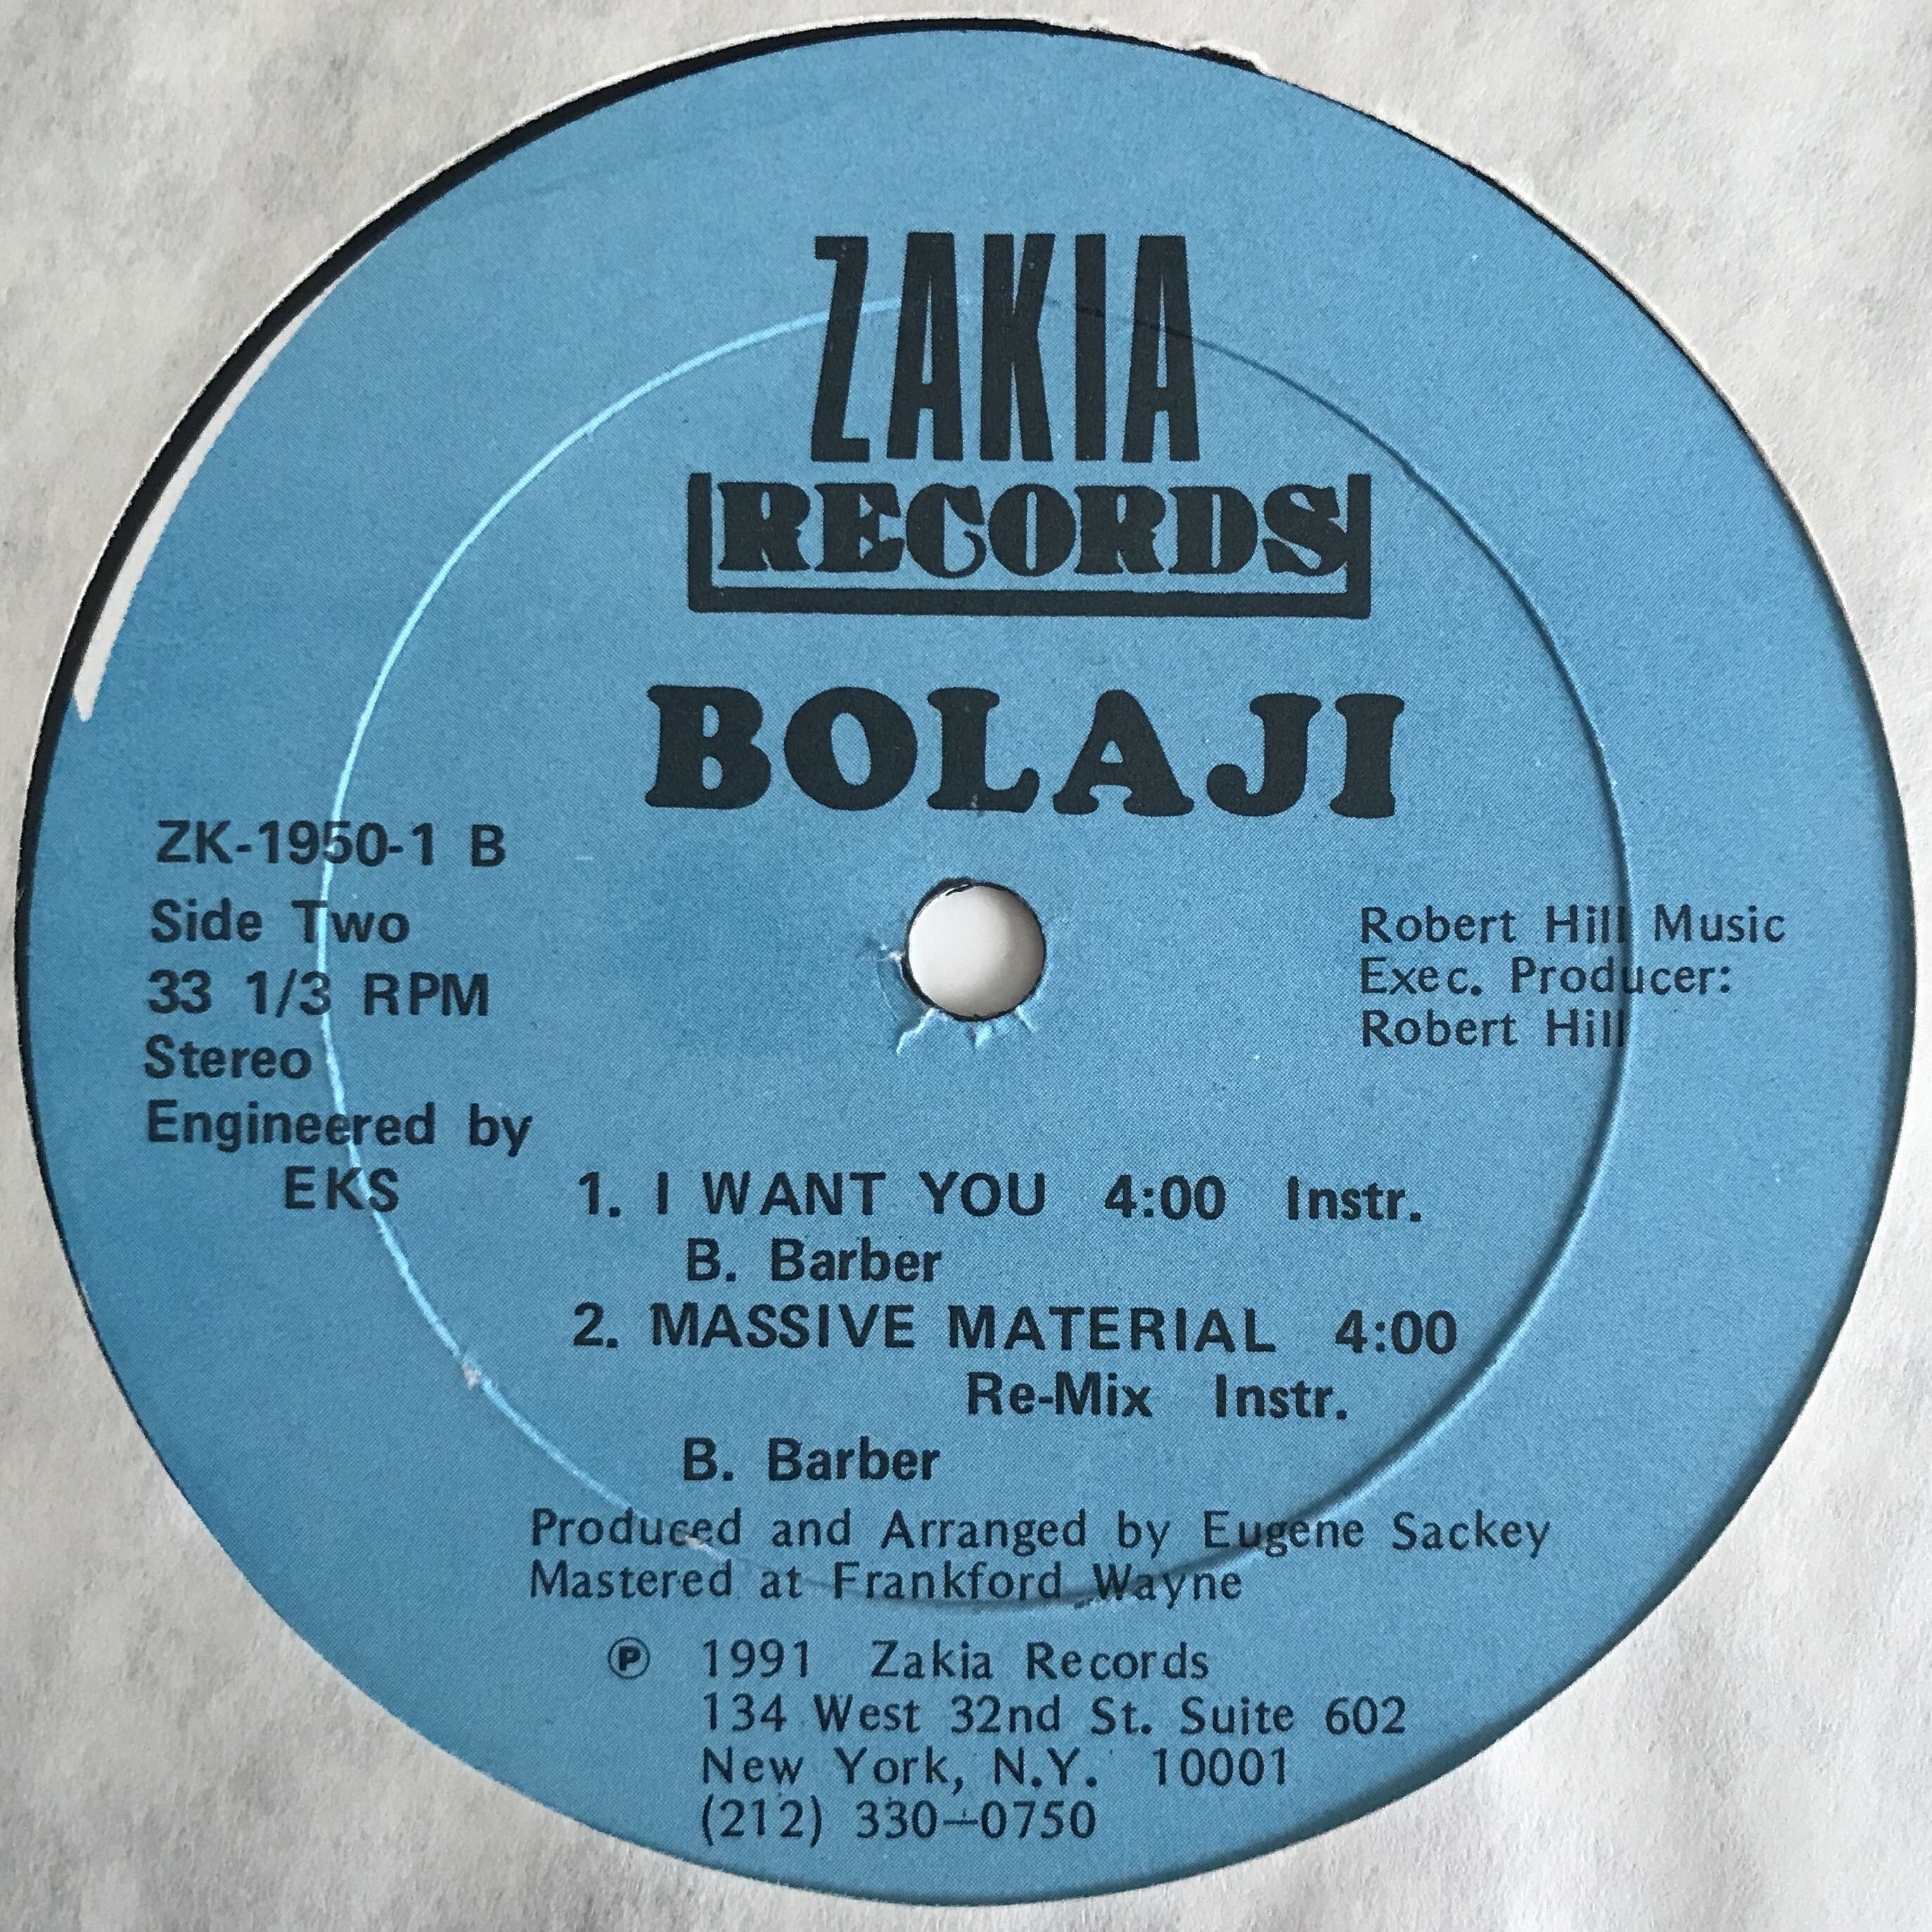 ZAKIA
RECORDS
BOLAJI
ZK-1950-1 B
Side Two
33 1/3 RPM
Stereo
Engineered by
EKS
Robert Hill Music
Exec. Producer:
Robert Hill
1. I WANT YOU 4:00 Instr.
B. Barber
2. MASSIVE MATERIAL 4:00
Re-Mix Instr.
B. Barber
Produced and Arranged by Eugene Sackey
Mastered at Frankford Wayne
℗ 1991 Zakia Records
134 West 32nd St. Suite 602
New York, N.Y. 10001
(212) 330-0750